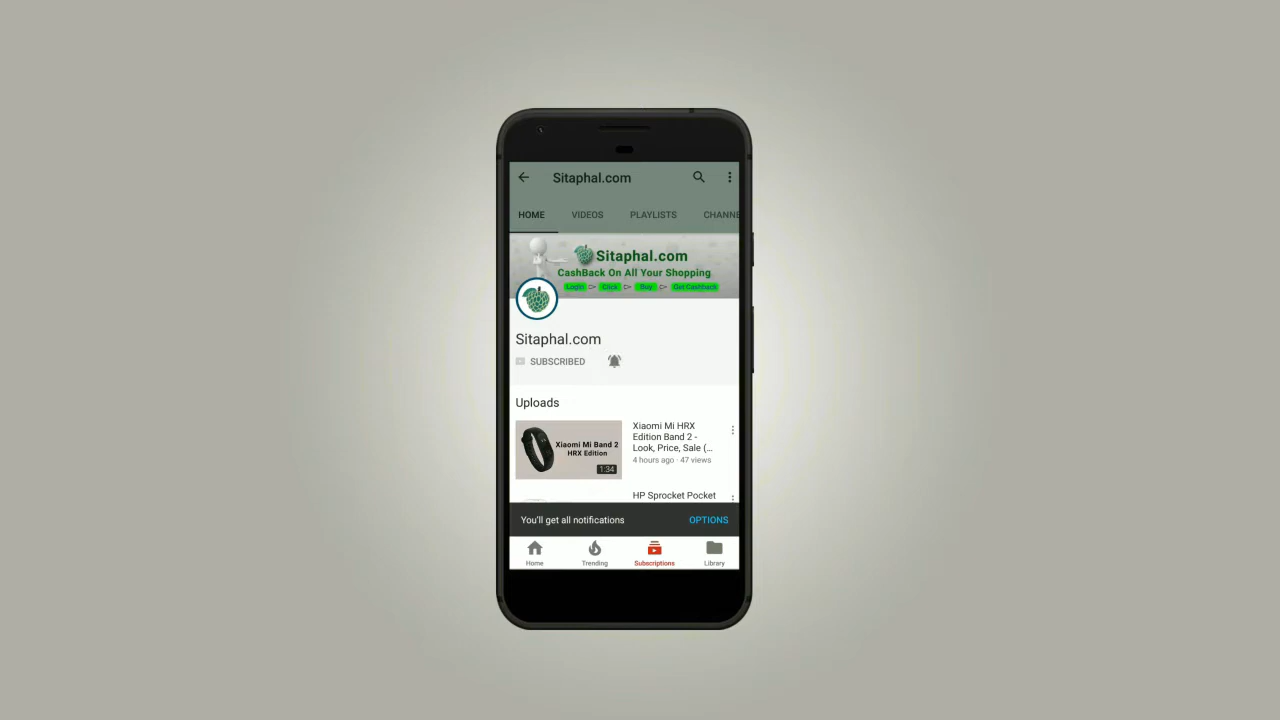 Sitaphal.com
HOME VIDEOS PLAYLISTS CHANNE
Sitaphal.com
CashBack On All Your Shopping
Login Click Buy Get Cashback
Sitaphal.com
SUBSCRIBED
Uploads
Xiaomi Mi Band 2
HRX Edition
1:34
Xiaomi Mi HRX
Edition Band 2 -
Look, Price, Sale (...
4 hours ago · 47 views
HP Sprocket Pocket
You'll get all notifications OPTIONS
Home Trending Subscriptions Library